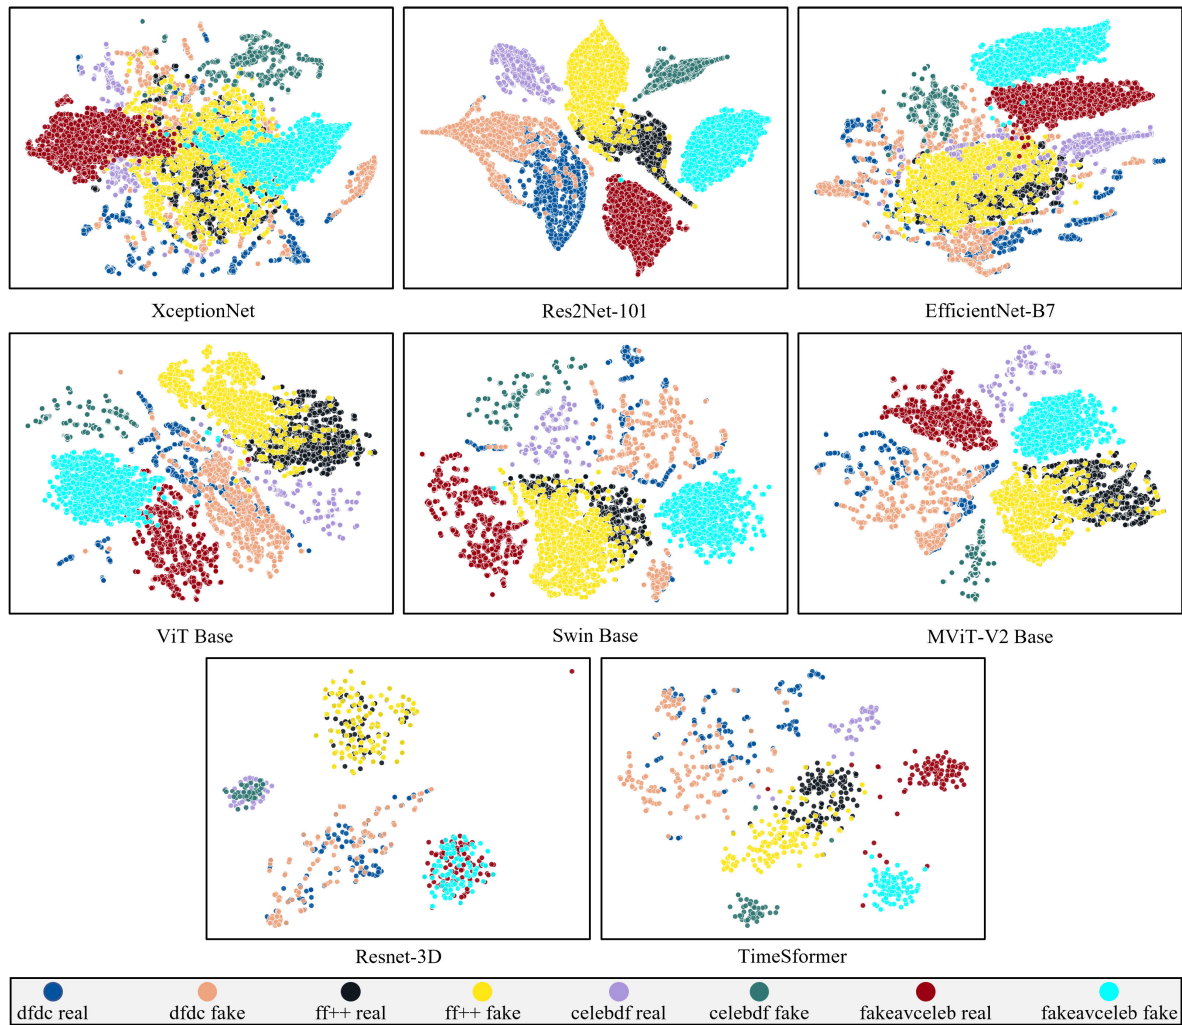 XceptionNet
Res2Net-101
EfficientNet-B7
ViT Base
Swin Base
MViT-V2 Base
Resnet-3D
TimeSformer
dfdc real
dfdc fake
ff++ real
ff++ fake
celebdf real
celebdf fake
fakeavceleb real
fakeavceleb fake